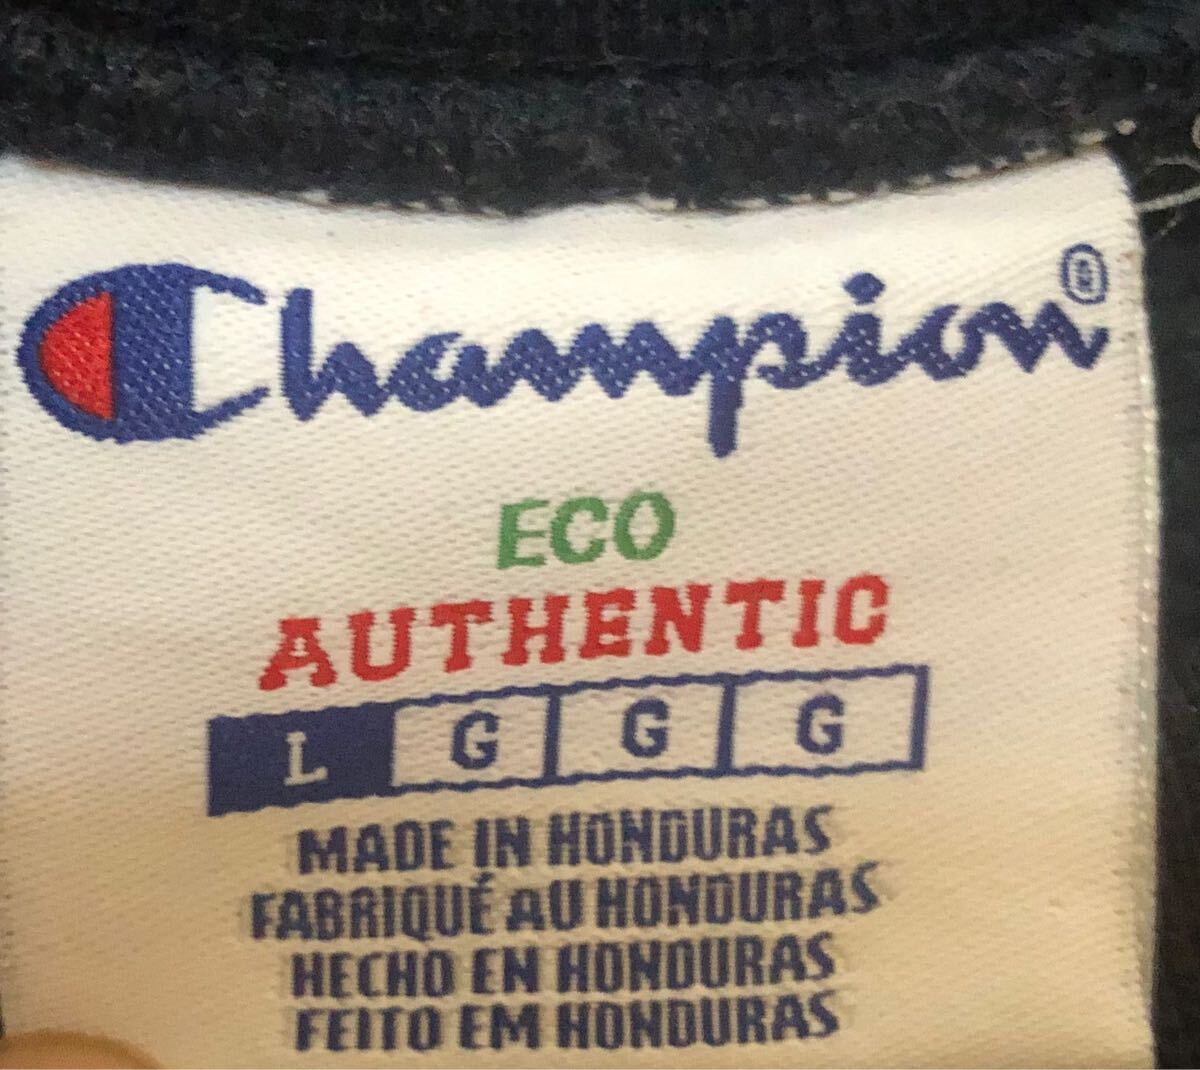 Champion®
ECO
AUTHENTIC
L G G G
MADE IN HONDURAS
FABRIQUÉ AU HONDURAS
HECHO EN HONDURAS
FEITO EM HONDURAS